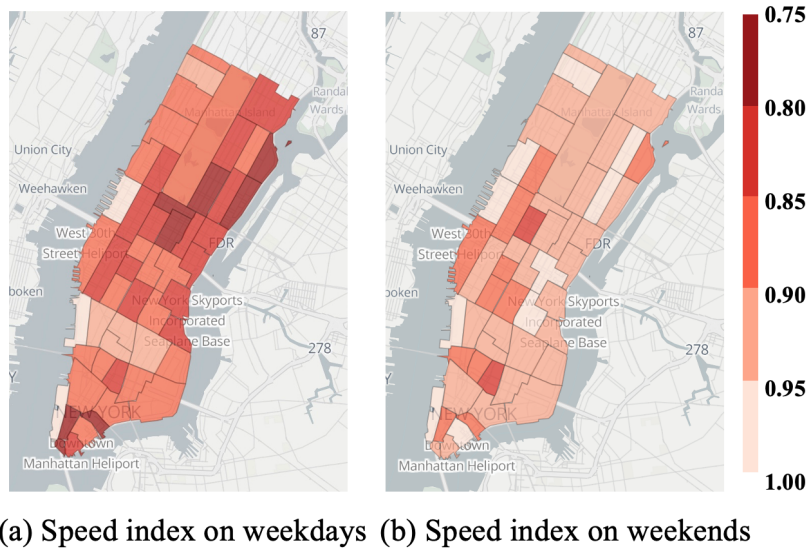 87
Manhattan Island
Randa
Wards
Union City
Weehawken
West 30th
Street Heliport
FDR
boken
New York Skyports
Incorporated
Seaplane Base
278
Y
NEW YORK
Downtown
Manhattan Heliport
(a) Speed index on weekdays
87
Manhattan Island
Randal
Wards
Union City
Weehawken
West 30th
Street Heliport
FDR
boken
New York Skyports
Incorporated
Seaplane Base
278
Y
NEW YORK
Downtown
Manhattan Heliport
(b) Speed index on weekends
0.75
0.80
0.85
0.90
0.95
1.00